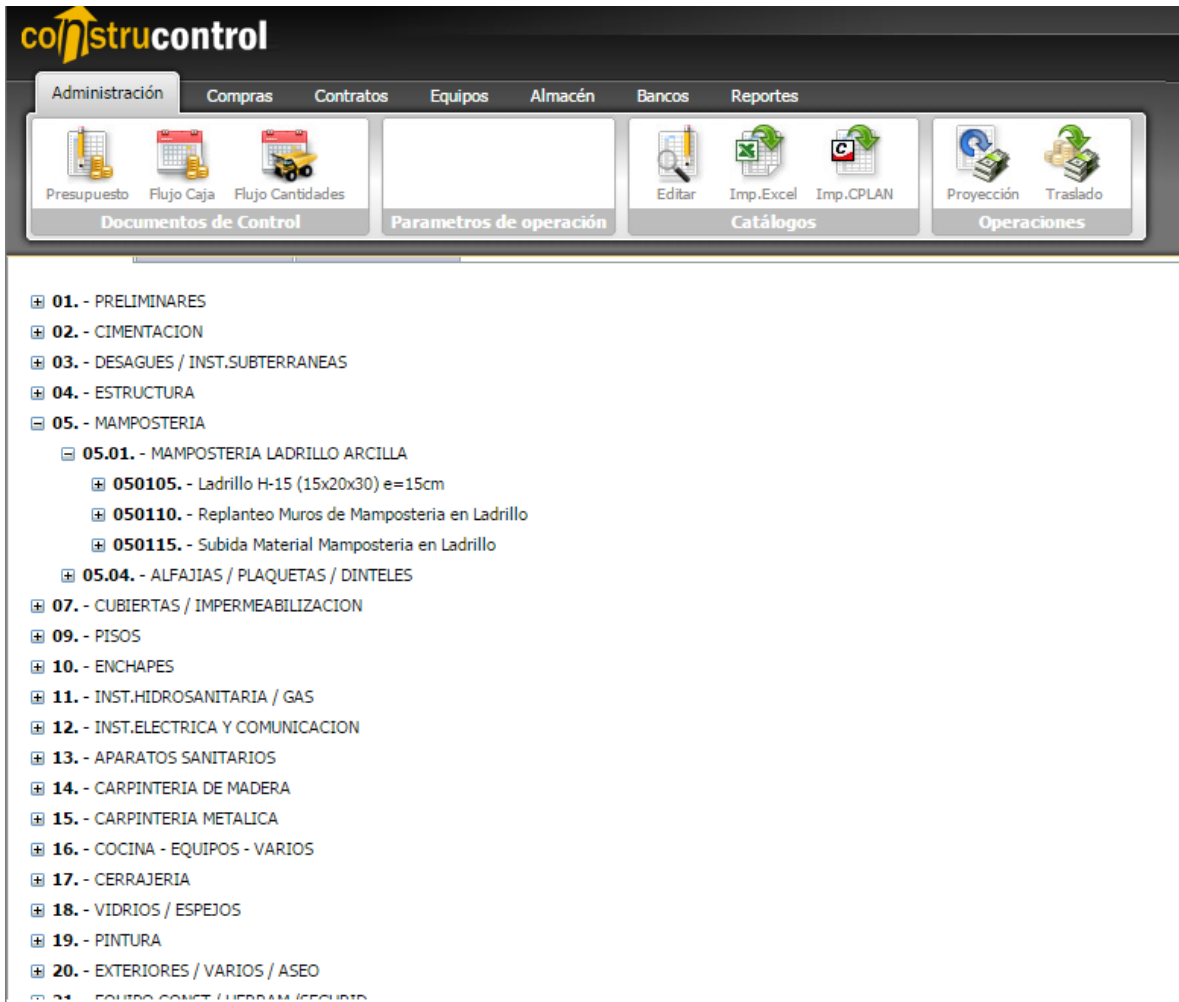 construcontrol
Administración Compras Contratos Equipos Almacén Bancos Reportes
Presupuesto Flujo Caja Flujo Cantidades Editar Imp.Excel Imp.CPLAN Proyección Traslado
Documentos de Control Parametros de operación Catálogos Operaciones
01. - PRELIMINARES
02. - CIMENTACION
03. - DESAGUES / INST.SUBTERRANEAS
04. - ESTRUCTURA
05. - MAMPOSTERIA
05.01. - MAMPOSTERIA LADRILLO ARCILLA
050105. - Ladrillo H-15 (15x20x30) e=15cm
050110. - Replanteo Muros de Mamposteria en Ladrillo
050115. - Subida Material Mamposteria en Ladrillo
05.04. - ALFAJIAS / PLAQUETAS / DINTELES
07. - CUBIERTAS / IMPERMEABILIZACION
09. - PISOS
10. - ENCHAPES
11. - INST.HIDROSANITARIA / GAS
12. - INST.ELECTRICA Y COMUNICACION
13. - APARATOS SANITARIOS
14. - CARPINTERIA DE MADERA
15. - CARPINTERIA METALICA
16. - COCINA - EQUIPOS - VARIOS
17. - CERRAJERIA
18. - VIDRIOS / ESPEJOS
19. - PINTURA
20. - EXTERIORES / VARIOS / ASEO
21. - EQUIPO CONST / HERRAM /SEGURID